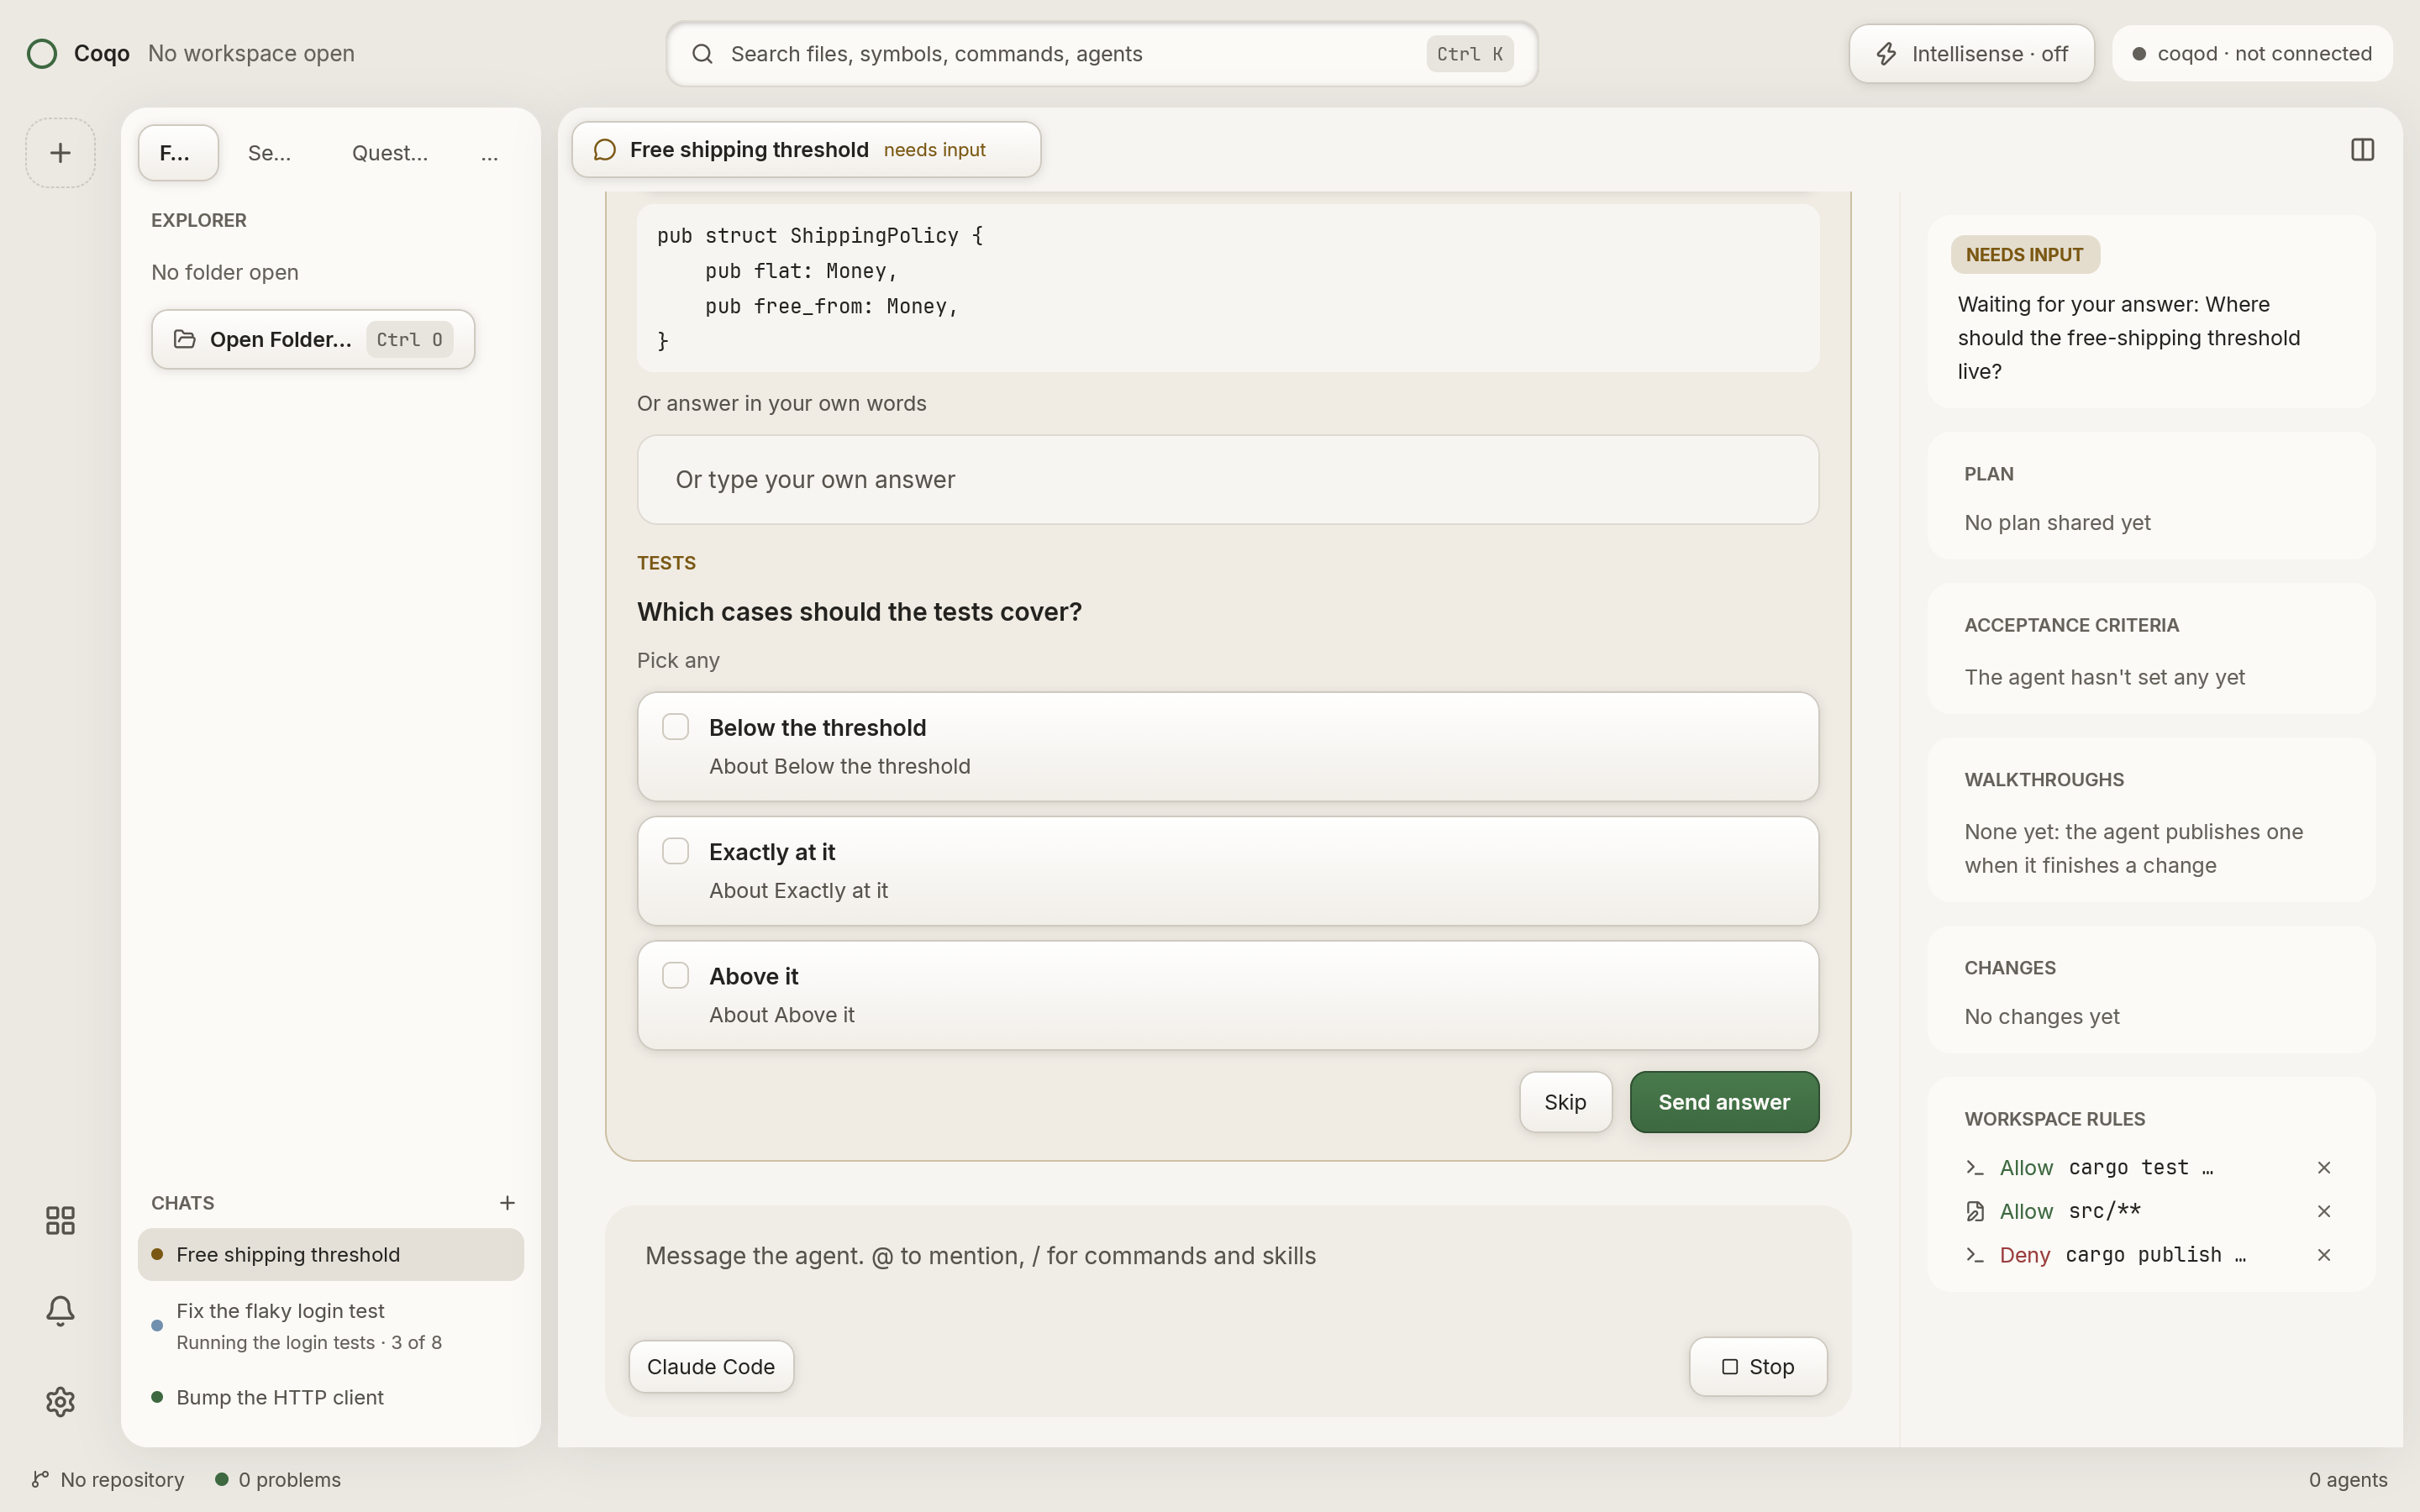 Coqo No workspace open
Search files, symbols, commands, agents Ctrl K
Intellisense · off
coqod · not connected
F... Se... Quest... ...
EXPLORER
No folder open
Open Folder... Ctrl O
CHATS
Free shipping threshold
Fix the flaky login test
Running the login tests · 3 of 8
Bump the HTTP client
Free shipping threshold needs input
pub struct ShippingPolicy {
    pub flat: Money,
    pub free_from: Money,
}
Or answer in your own words
Or type your own answer
TESTS
Which cases should the tests cover?
Pick any
Below the threshold
About Below the threshold
Exactly at it
About Exactly at it
Above it
About Above it
Skip Send answer
Message the agent. @ to mention, / for commands and skills
Claude Code Stop
NEEDS INPUT
Waiting for your answer: Where
should the free-shipping threshold
live?
PLAN
No plan shared yet
ACCEPTANCE CRITERIA
The agent hasn't set any yet
WALKTHROUGHS
None yet: the agent publishes one
when it finishes a change
CHANGES
No changes yet
WORKSPACE RULES
Allow cargo test …
Allow src/**
Deny cargo publish …
No repository 0 problems
0 agents